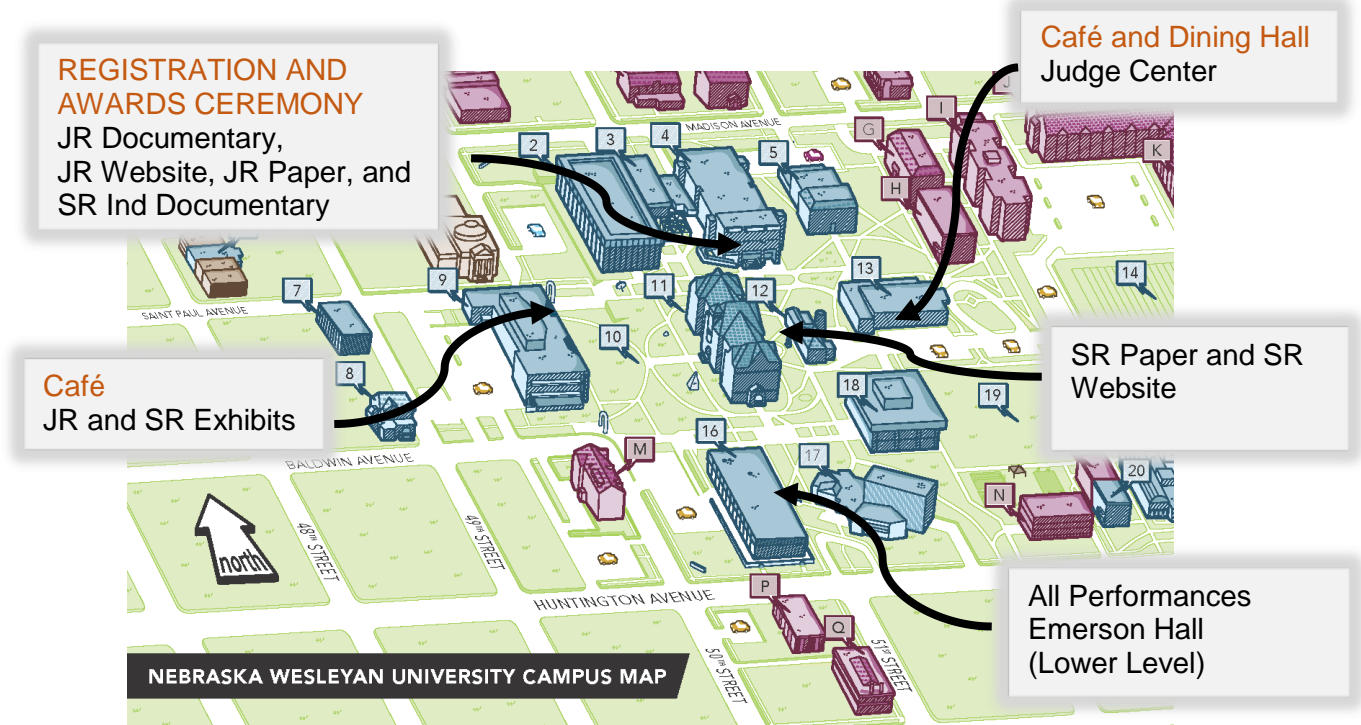 REGISTRATION AND
AWARDS CEREMONY
JR Documentary,
JR Website, JR Paper, and
SR Ind Documentary
Café and Dining Hall
Judge Center
MADISON AVENUE
2
3
4
5
G
I
H
K
7
9
11
12
13
14
SAINT PAUL AVENUE
10
Café
JR and SR Exhibits
8
SR Paper and SR
Website
18
19
BALDWIN AVENUE
M
16
17
N
20
north
48TH STREET
49TH STREET
HUNTINGTON AVENUE
P
Q
50TH STREET
51ST STREET
All Performances
Emerson Hall
(Lower Level)
NEBRASKA WESLEYAN UNIVERSITY CAMPUS MAP